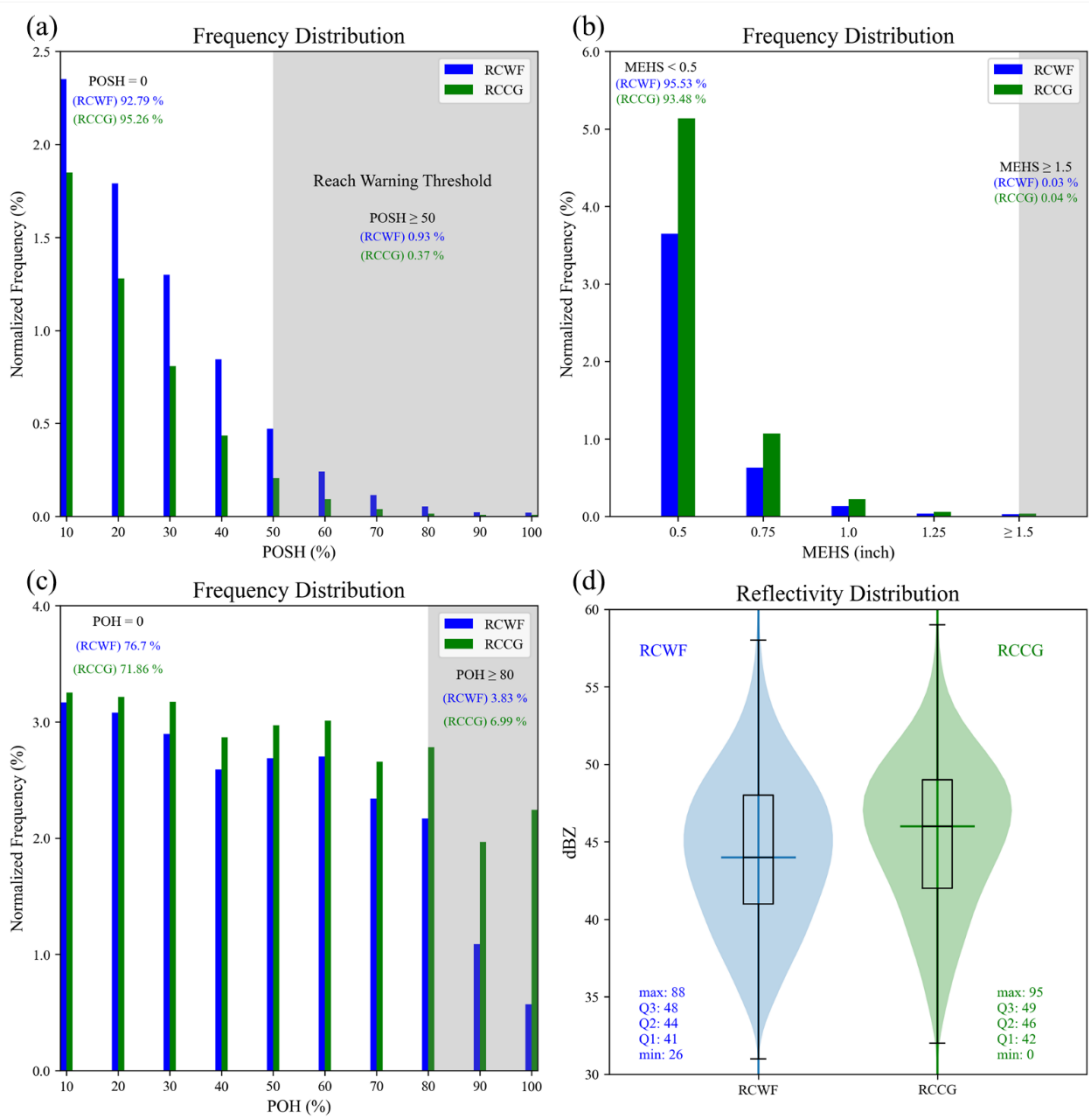 (a)
Frequency Distribution
2.5
2.0
1.5
1.0
0.5
0.0
Normalized Frequency (%)
POSH = 0
(RCWF) 92.79 %
(RCCG) 95.26 %
RCWF
RCCG
Reach Warning Threshold
POSH ≥ 50
(RCWF) 0.93 %
(RCCG) 0.37 %
10 20 30 40 50 60 70 80 90 100
POSH (%)
(b)
Frequency Distribution
6.0
5.0
4.0
3.0
2.0
1.0
0.0
Normalized Frequency (%)
MEHS < 0.5
(RCWF) 95.53 %
(RCCG) 93.48 %
RCWF
RCCG
MEHS ≥ 1.5
(RCWF) 0.03 %
(RCCG) 0.04 %
0.5 0.75 1.0 1.25 ≥ 1.5
MEHS (inch)
(c)
Frequency Distribution
4.0
3.0
2.0
1.0
0.0
Normalized Frequency (%)
POH = 0
(RCWF) 76.7 %
(RCCG) 71.86 %
RCWF
RCCG
POH ≥ 80
(RCWF) 3.83 %
(RCCG) 6.99 %
10 20 30 40 50 60 70 80 90 100
POH (%)
(d)
Reflectivity Distribution
60
55
50
45
40
35
30
dBZ
RCWF
RCCG
max: 88
Q3: 48
Q2: 44
Q1: 41
min: 26
max: 95
Q3: 49
Q2: 46
Q1: 42
min: 0
RCWF RCCG